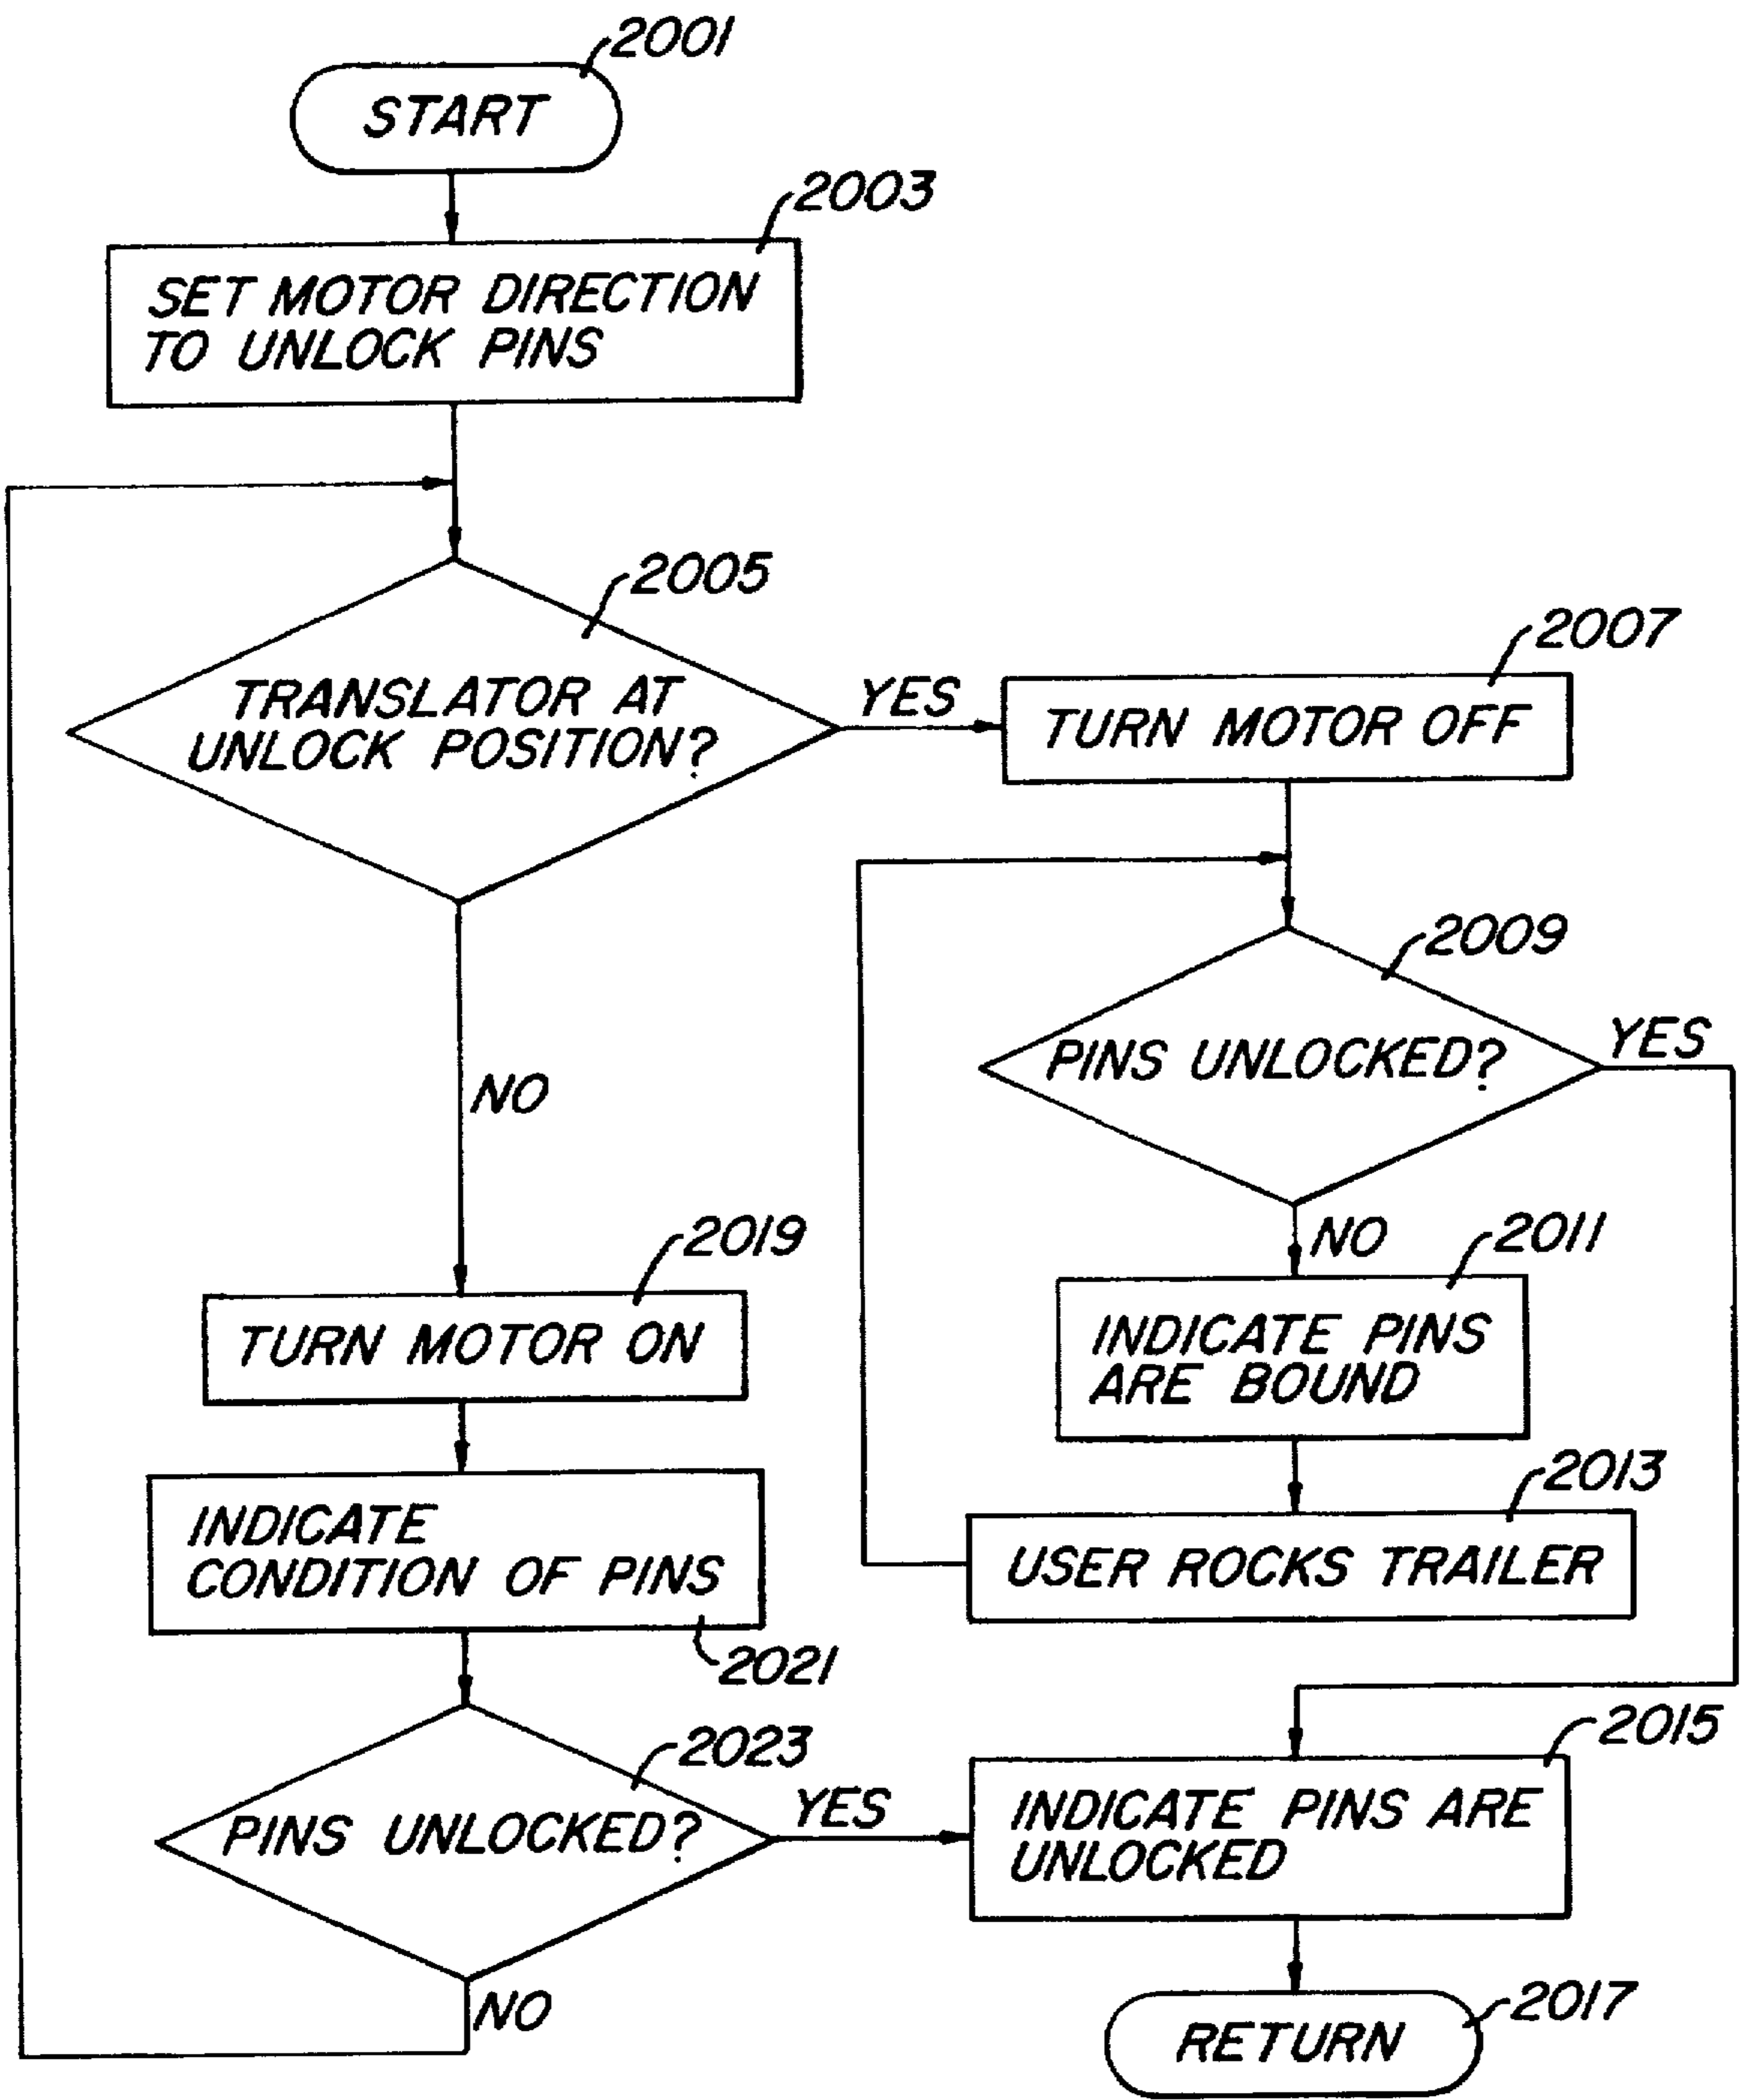 2001
START
2003
SET MOTOR DIRECTION
TO UNLOCK PINS
2005
TRANSLATOR AT
UNLOCK POSITION?
YES
2007
TURN MOTOR OFF
2009
PINS UNLOCKED?
YES
NO
2011
INDICATE PINS
ARE BOUND
2013
USER ROCKS TRAILER
NO
2019
TURN MOTOR ON
INDICATE
CONDITION OF PINS
2021
2023
PINS UNLOCKED?
YES
NO
2015
INDICATE PINS ARE
UNLOCKED
2017
RETURN